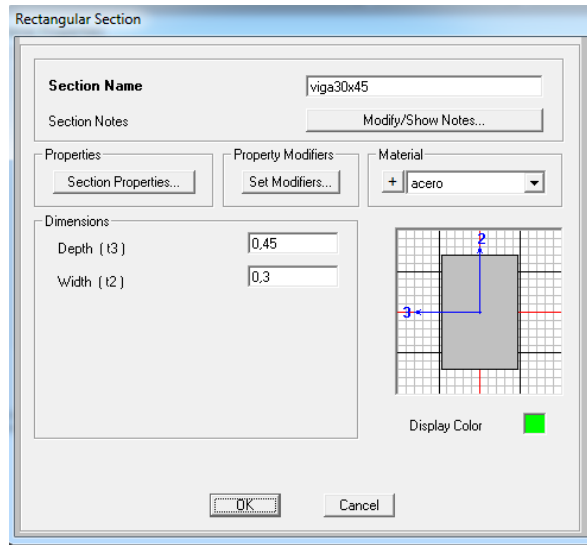 Rectangular Section
Section Name
viga30x45
Section Notes
Modify/Show Notes...
Properties
Section Properties...
Property Modifiers
Set Modifiers...
Material
+
acero
Dimensions
Depth ( t3 )
0,45
Width ( t2 )
0,3
2
3
Display Color
OK
Cancel